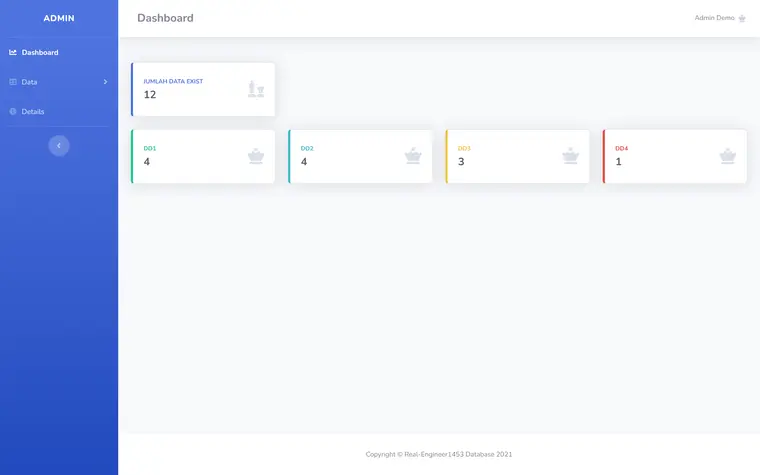 ADMIN
Dashboard
Admin Demo
Dashboard
Data
Details
JUMLAH DATA EXIST
12
DD1
4
DD2
4
DD3
3
DD4
1
Copyright © Real-Engineer1453 Database 2021